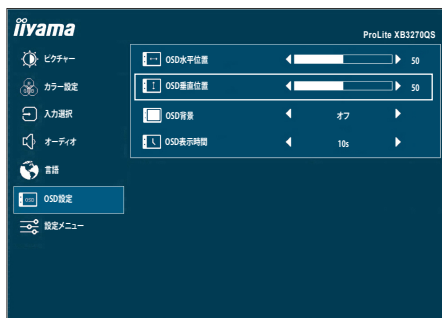 iiyama
ProLite XB3270QS
ピクチャー
カラー設定
入力選択
オーディオ
言語
OSD
OSD設定
設定メニュー
OSD水平位置 50
OSD垂直位置 50
OSD背景 オフ
OSD表示時間 10s